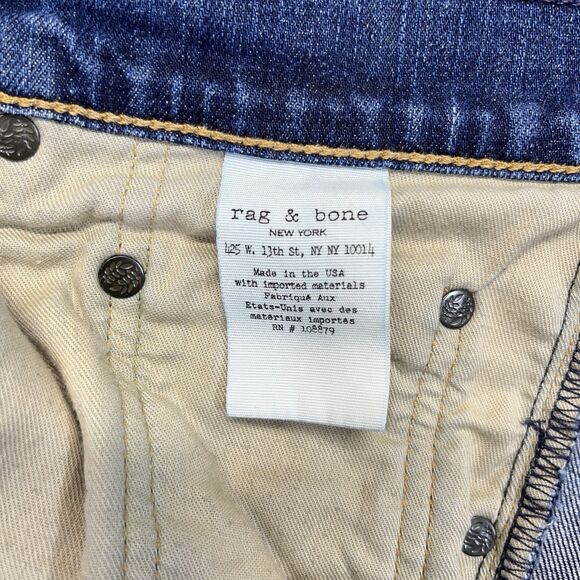 rag & bone
NEW YORK
425 W. 13th St, NY NY 10014
Made in the USA
with imported materials
Fabriqué Aux
Etats-Unis avec des
matériaux importés
RN # 108879